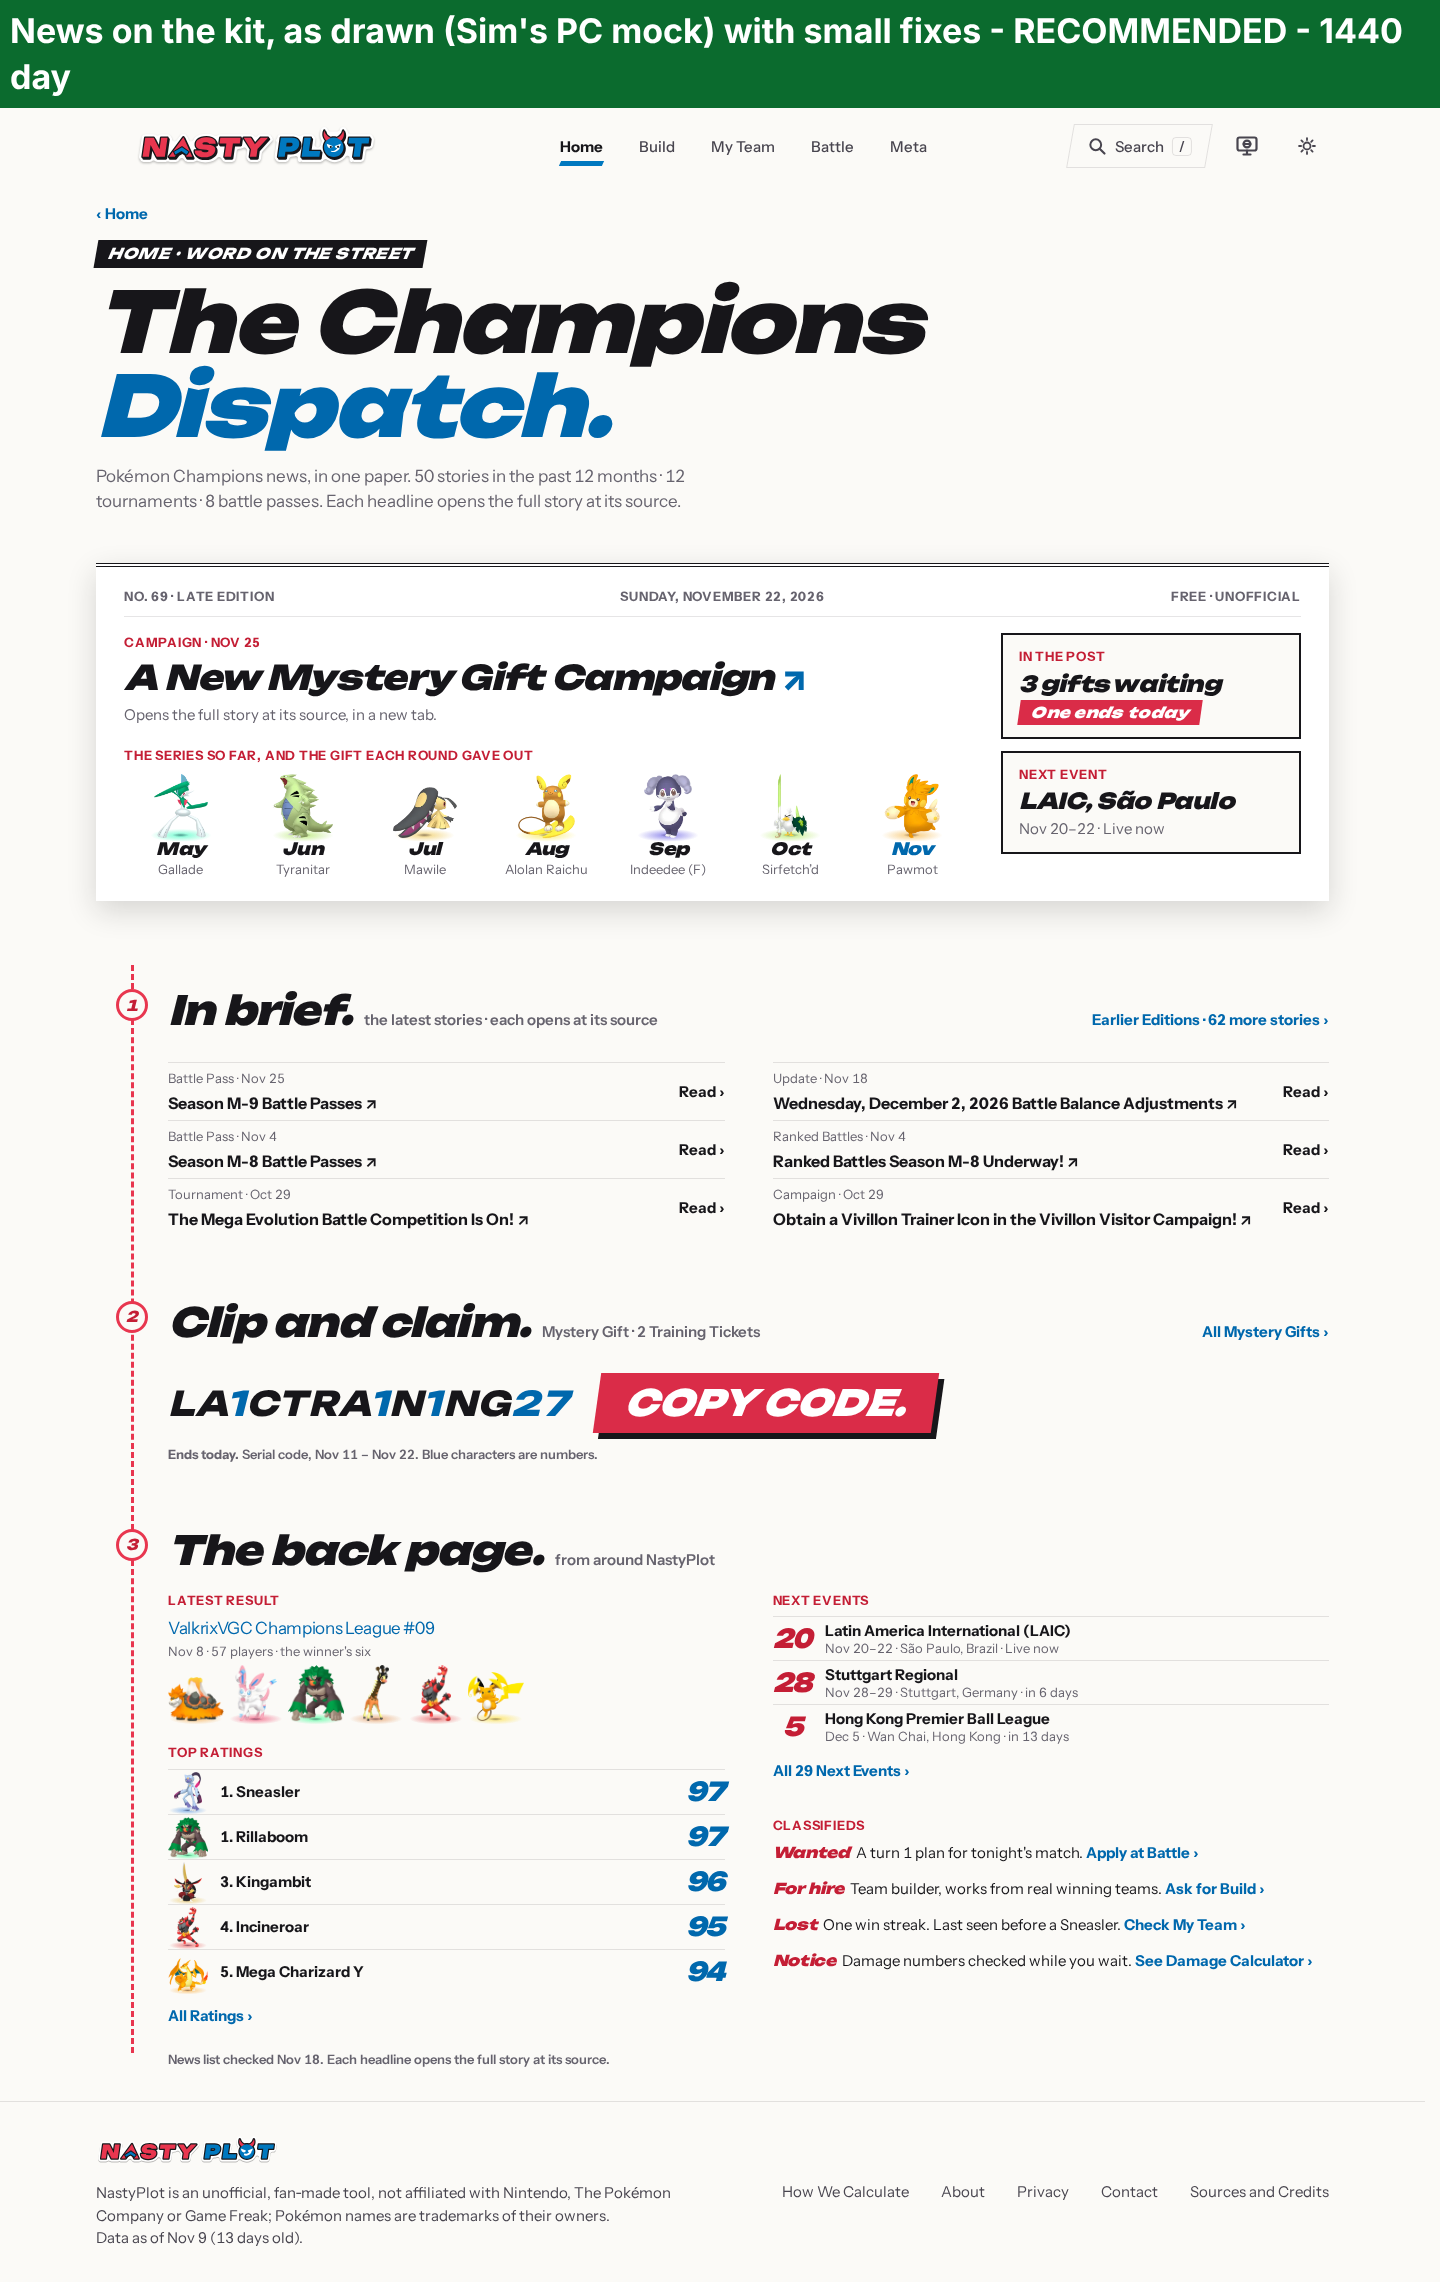 News on the kit, as drawn (Sim's PC mock) with small fixes - RECOMMENDED - 1440
day
NASTY PLOT
Home
Build
My Team
Battle
Meta
Search /
‹ Home
HOME · WORD ON THE STREET
The Champions
Dispatch.
Pokémon Champions news, in one paper. 50 stories in the past 12 months · 12
tournaments · 8 battle passes. Each headline opens the full story at its source.
NO. 69 · LATE EDITION
SUNDAY, NOVEMBER 22, 2026
FREE · UNOFFICIAL
CAMPAIGN · NOV 25
A New Mystery Gift Campaign ↗
Opens the full story at its source, in a new tab.
THE SERIES SO FAR, AND THE GIFT EACH ROUND GAVE OUT
May
Gallade
Jun
Tyranitar
Jul
Mawile
Aug
Alolan Raichu
Sep
Indeedee (F)
Oct
Sirfetch'd
Nov
Pawmot
IN THE POST
3 gifts waiting
One ends today
NEXT EVENT
LAIC, São Paulo
Nov 20–22 · Live now
1
In brief. the latest stories · each opens at its source
Earlier Editions · 62 more stories ›
Battle Pass · Nov 25
Season M-9 Battle Passes ↗
Read ›
Update · Nov 18
Wednesday, December 2, 2026 Battle Balance Adjustments ↗
Read ›
Battle Pass · Nov 4
Season M-8 Battle Passes ↗
Read ›
Ranked Battles · Nov 4
Ranked Battles Season M-8 Underway! ↗
Read ›
Tournament · Oct 29
The Mega Evolution Battle Competition Is On! ↗
Read ›
Campaign · Oct 29
Obtain a Vivillon Trainer Icon in the Vivillon Visitor Campaign! ↗
Read ›
2
Clip and claim. Mystery Gift · 2 Training Tickets
All Mystery Gifts ›
LA1CTRA1N1NG27
COPY CODE.
Ends today. Serial code, Nov 11 – Nov 22. Blue characters are numbers.
3
The back page. from around NastyPlot
LATEST RESULT
ValkrixVGC Champions League #09
Nov 8 · 57 players · the winner's six
TOP RATINGS
1. Sneasler 97
1. Rillaboom 97
3. Kingambit 96
4. Incineroar 95
5. Mega Charizard Y 94
All Ratings ›
NEXT EVENTS
20 Latin America International (LAIC)
Nov 20–22 · São Paulo, Brazil · Live now
28 Stuttgart Regional
Nov 28–29 · Stuttgart, Germany · in 6 days
5 Hong Kong Premier Ball League
Dec 5 · Wan Chai, Hong Kong · in 13 days
All 29 Next Events ›
CLASSIFIEDS
Wanted A turn 1 plan for tonight's match. Apply at Battle ›
For hire Team builder, works from real winning teams. Ask for Build ›
Lost One win streak. Last seen before a Sneasler. Check My Team ›
Notice Damage numbers checked while you wait. See Damage Calculator ›
News list checked Nov 18. Each headline opens the full story at its source.
NASTY PLOT
NastyPlot is an unofficial, fan-made tool, not affiliated with Nintendo, The Pokémon
Company or Game Freak; Pokémon names are trademarks of their owners.
Data as of Nov 9 (13 days old).
How We Calculate
About
Privacy
Contact
Sources and Credits